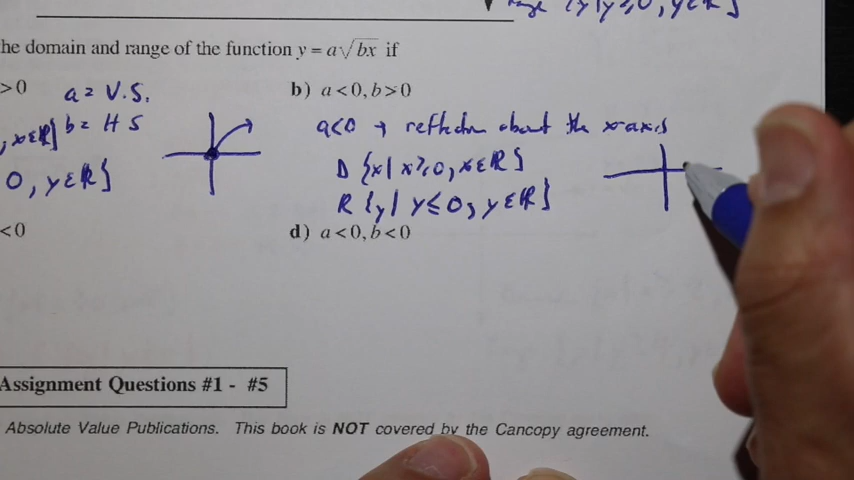 range {y|y≥0, y∈ℝ}
he domain and range of the function y = a√bx if
>0
a = V.S.
b) a<0, b>0
, x∈ℝ} b = H S
a<0 → reflection about the x-axis
0, y∈ℝ}
D {x| x≥0, x∈ℝ}
R {y| y≤0, y∈ℝ}
<0
d) a<0, b<0
Assignment Questions #1 - #5
Absolute Value Publications. This book is NOT covered by the Cancopy agreement.